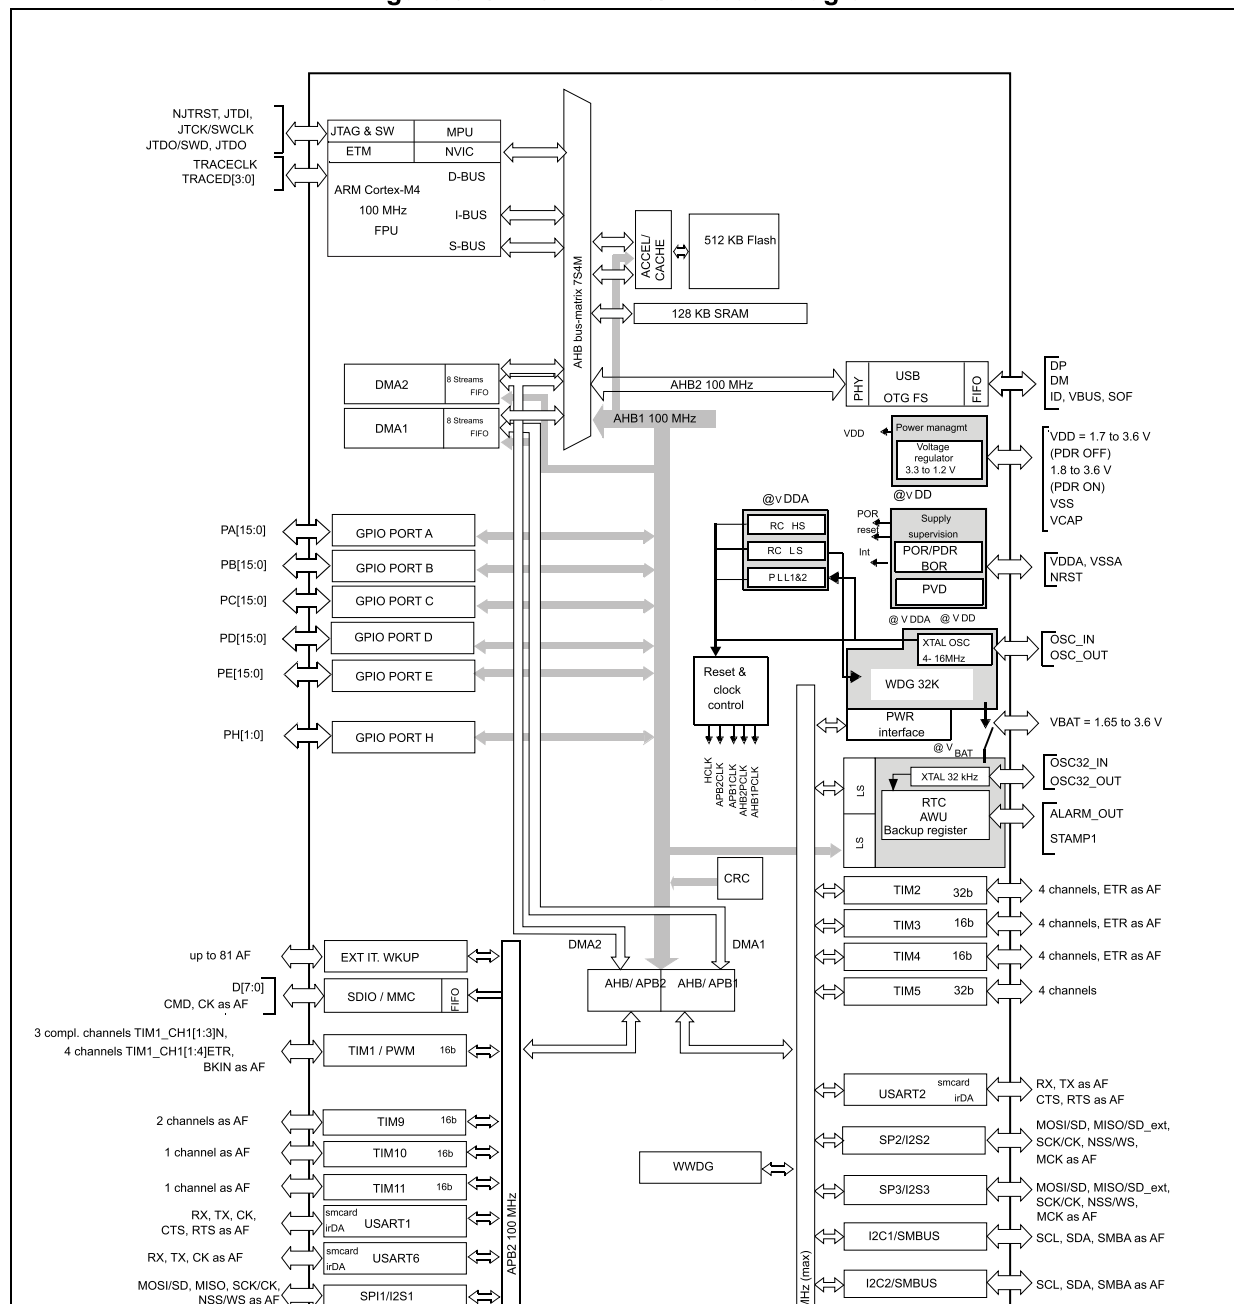 NJTRST, JTDI,
JTCK/SWCLK
JTDO/SWD, JTDO
TRACECLK
TRACED[3:0]
JTAG & SW
MPU
ETM
NVIC
D-BUS
ARM Cortex-M4
100 MHz
FPU
I-BUS
S-BUS
AHB bus-matrix 7S4M
ACCEL/
CACHE
512 KB Flash
128 KB SRAM
DMA2
8 Streams
FIFO
DMA1
8 Streams
FIFO
AHB2 100 MHz
AHB1 100 MHz
PHY
USB
OTG FS
FIFO
DP
DM
ID, VBUS, SOF
VDD
Power managmt
Voltage
regulator
3.3 to 1.2 V
@VDD
VDD = 1.7 to 3.6 V
(PDR OFF)
1.8 to 3.6 V
(PDR ON)
VSS
VCAP
@VDDA
RC HS
RC LS
PLL1&2
POR
reset
Int
Supply
supervision
POR/PDR
BOR
PVD
VDDA, VSSA
NRST
@VDDA @VDD
PA[15:0]
GPIO PORT A
PB[15:0]
GPIO PORT B
PC[15:0]
GPIO PORT C
PD[15:0]
GPIO PORT D
PE[15:0]
GPIO PORT E
PH[1:0]
GPIO PORT H
XTAL OSC
4- 16MHz
WDG 32K
OSC_IN
OSC_OUT
Reset &
clock
control
HCLK
APB2CLK
APB1CLK
AHB2PCLK
AHB1PCLK
PWR
interface
VBAT = 1.65 to 3.6 V
@VBAT
LS
LS
XTAL 32 kHz
RTC
AWU
Backup register
OSC32_IN
OSC32_OUT
ALARM_OUT
STAMP1
CRC
TIM2 32b
4 channels, ETR as AF
TIM3 16b
4 channels, ETR as AF
TIM4 16b
4 channels, ETR as AF
TIM5 32b
4 channels
DMA2
DMA1
AHB/ APB2
AHB/ APB1
up to 81 AF
EXT IT. WKUP
D[7:0]
CMD, CK as AF
SDIO / MMC
FIFO
3 compl. channels TIM1_CH1[1:3]N,
4 channels TIM1_CH1[1:4]ETR,
BKIN as AF
TIM1 / PWM 16b
2 channels as AF
TIM9 16b
1 channel as AF
TIM10 16b
1 channel as AF
TIM11 16b
RX, TX, CK,
CTS, RTS as AF
smcard
irDA
USART1
RX, TX, CK as AF
smcard
irDA
USART6
MOSI/SD, MISO, SCK/CK,
NSS/WS as AF
SPI1/I2S1
APB2 100 MHz
WWDG
MHz (max)
USART2
smcard
irDA
RX, TX as AF
CTS, RTS as AF
SP2/I2S2
MOSI/SD, MISO/SD_ext,
SCK/CK, NSS/WS,
MCK as AF
SP3/I2S3
MOSI/SD, MISO/SD_ext,
SCK/CK, NSS/WS,
MCK as AF
I2C1/SMBUS
SCL, SDA, SMBA as AF
I2C2/SMBUS
SCL, SDA, SMBA as AF